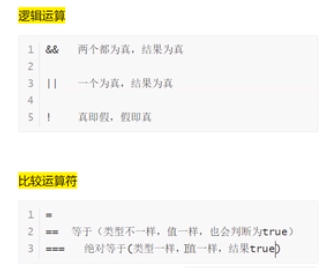 逻辑运算
1 && 两个都为真，结果为真
2
3 || 一个为真，结果为真
4
5 ! 真即假，假即真
比较运算符
1 =
2 == 等于（类型不一样，值一样，也会判断为true）
3 === 绝对等于(类型一样，值一样，结果true)